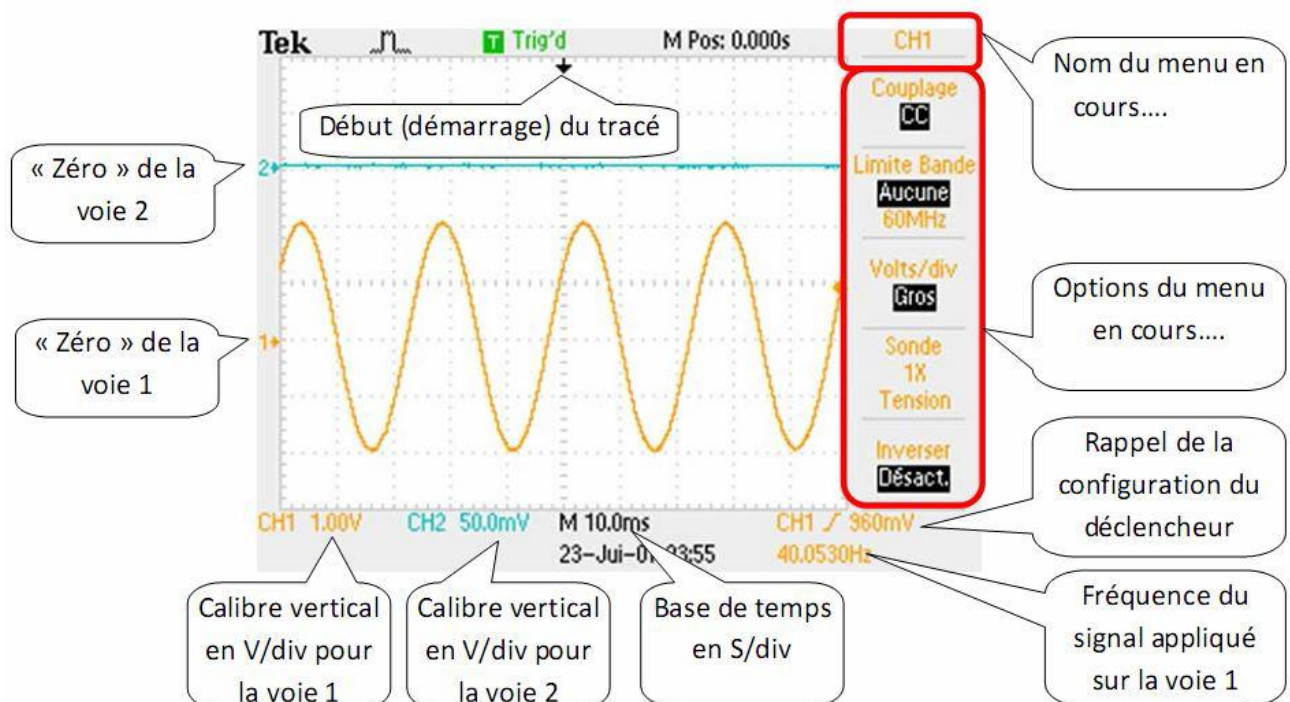 Tek
T Trig'd
M Pos: 0.000s
CH1
Nom du menu en
cours....
Couplage
CC
Début (démarrage) du tracé
« Zéro » de la
voie 2
2
Limite Bande
Aucune
60MHz
Volts/div
Gros
Options du menu
en cours....
« Zéro » de la
voie 1
1
Sonde
1X
Tension
Inverser
Désact.
Rappel de la
configuration du
déclencheur
CH1 1.00V
CH2 50.0mV
M 10.0ms
CH1
960mV
40.0530Hz
Calibre vertical
en V/div pour
la voie 1
Calibre vertical
en V/div pour
la voie 2
Base de temps
en S/div
Fréquence du
signal appliqué
sur la voie 1